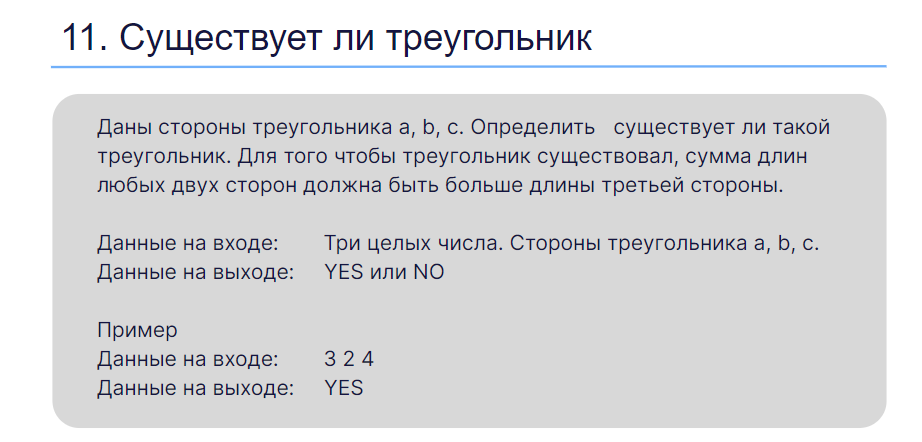 11. Существует ли треугольник
Даны стороны треугольника a, b, c. Определить существует ли такой
треугольник. Для того чтобы треугольник существовал, сумма длин
любых двух сторон должна быть больше длины третьей стороны.
Данные на входе: Три целых числа. Стороны треугольника a, b, c.
Данные на выходе: YES или NO
Пример
Данные на входе: 3 2 4
Данные на выходе: YES